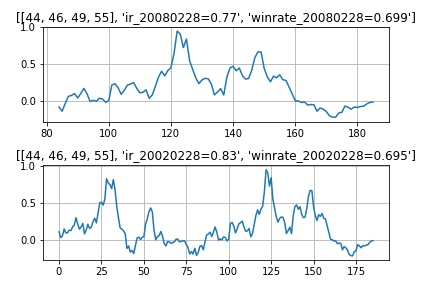 [[44, 46, 49, 55], 'ir_20080228=0.77', 'winrate_20080228=0.699']
1.0
0.5
0.0
80 100 120 140 160 180
[[44, 46, 49, 55], 'ir_20020228=0.83', 'winrate_20020228=0.695']
1.0
0.5
0.0
0 25 50 75 100 125 150 175